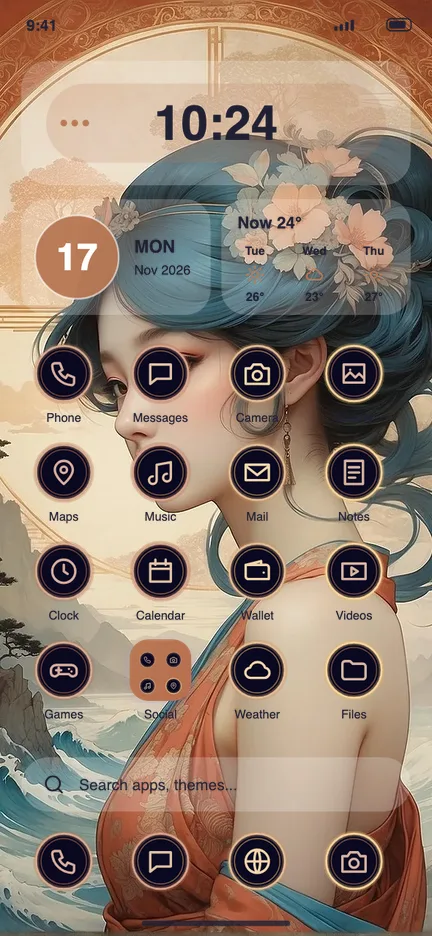 9:41
10:24
17
MON
Nov 2026
Now 24°
Tue Wed Thu
26° 23° 27°
Phone Messages Camera
Maps Music Mail Notes
Clock Calendar Wallet Videos
Games Social Weather Files
Search apps, themes...